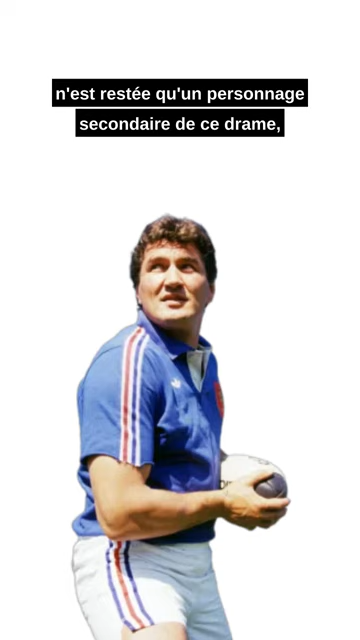 n'est restée qu'un personnage
secondaire de ce drame,